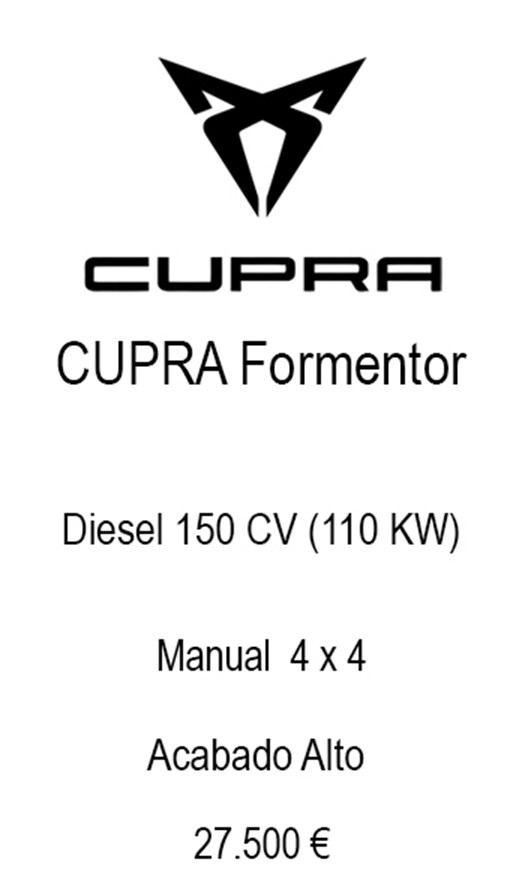 CUPRA
CUPRA Formentor
Diesel 150 CV (110 KW)
Manual 4 x 4
Acabado Alto
27.500 €